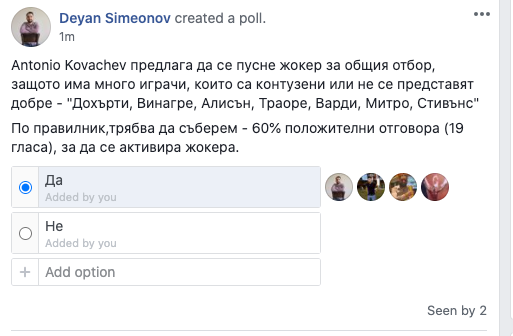 Deyan Simeonov created a poll.
1m
Antonio Kovachev предлага да се пусне жокер за общия отбор,
защото има много играчи, които са контузени или не се представят
добре - "Дохърти, Винагре, Алисън, Траоре, Варди, Митро, Стивънс"
По правилник,трябва да съберем - 60% положителни отговора (19
гласа), за да се активира жокера.
Да
Added by you
Не
Added by you
+ Add option
Seen by 2